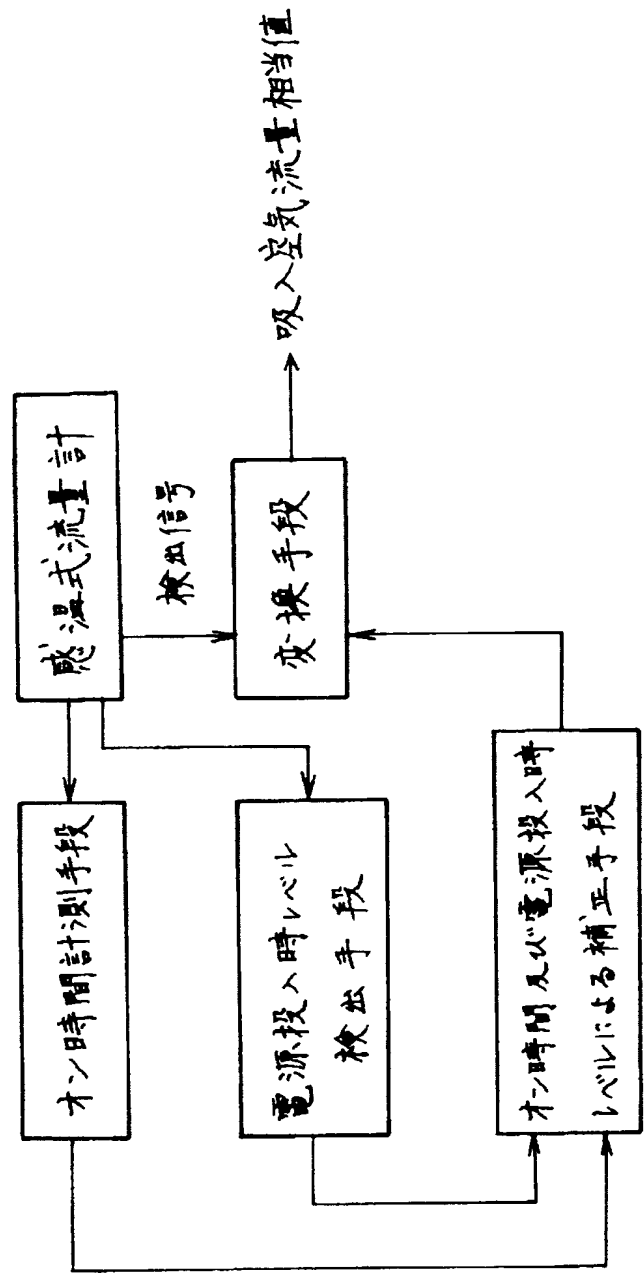 感温式流量計
検出信号
変換手段
吸入空気流量相当値
オン時間計測手段
電源投入時レベル
検出手段
オン時間及び電源投入時
レベルによる補正手段